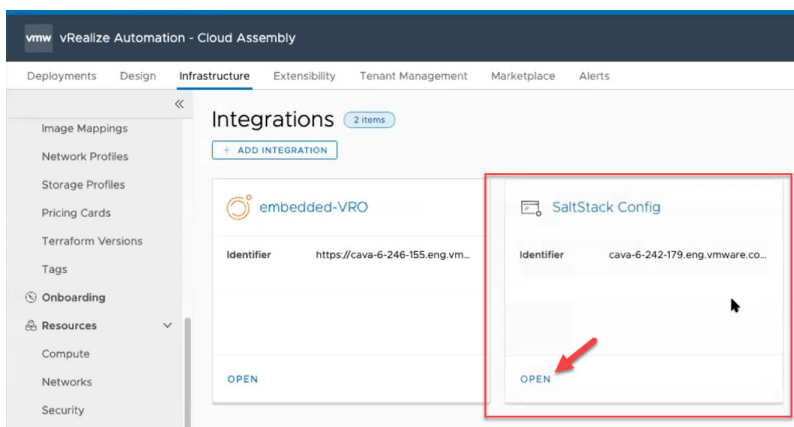 vmw vRealize Automation - Cloud Assembly
Deployments Design Infrastructure Extensibility Tenant Management Marketplace Alerts
«
Image Mappings
Network Profiles
Storage Profiles
Pricing Cards
Terraform Versions
Tags
Onboarding
Resources
Compute
Networks
Security
Integrations 2 items
+ ADD INTEGRATION
embedded-VRO
Identifier https://cava-6-246-155.eng.vm...
OPEN
SaltStack Config
Identifier cava-6-242-179.eng.vmware.co...
OPEN